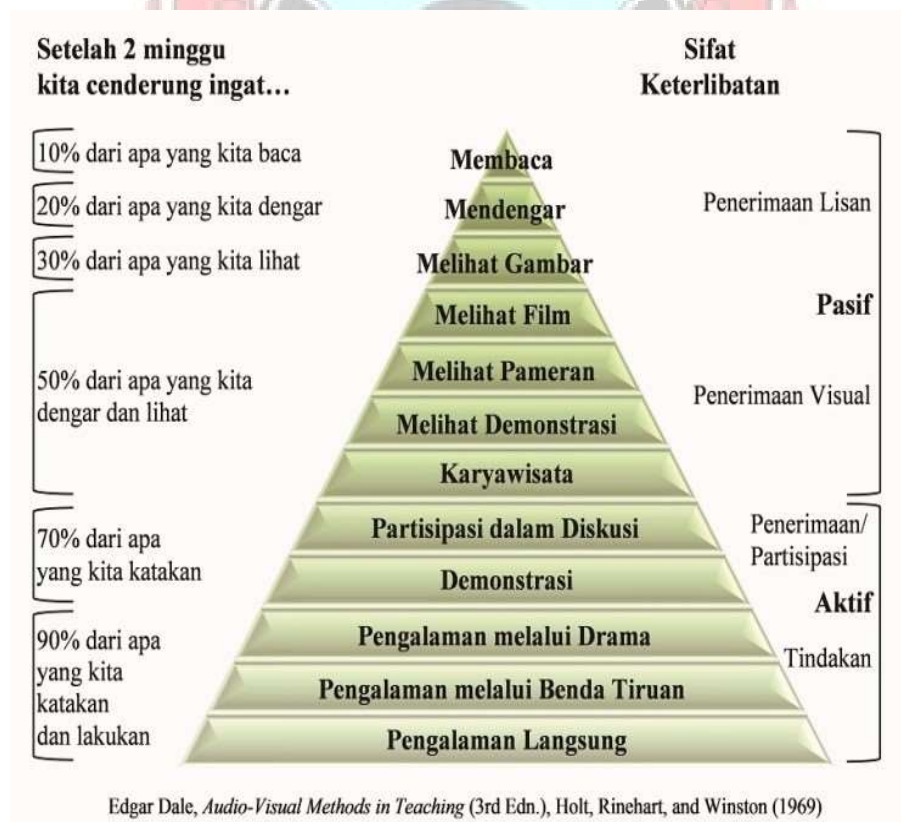 Setelah 2 minggu
kita cenderung ingat...
Sifat
Keterlibatan
10% dari apa yang kita baca
20% dari apa yang kita dengar
30% dari apa yang kita lihat
50% dari apa yang kita
dengar dan lihat
70% dari apa
yang kita katakan
90% dari apa
yang kita
katakan
dan lakukan
Membaca
Mendengar
Melihat Gambar
Melihat Film
Melihat Pameran
Melihat Demonstrasi
Karyawisata
Partisipasi dalam Diskusi
Demonstrasi
Pengalaman melalui Drama
Pengalaman melalui Benda Tiruan
Pengalaman Langsung
Penerimaan Lisan
Pasif
Penerimaan Visual
Penerimaan/
Partisipasi
Aktif
Tindakan
Edgar Dale, Audio-Visual Methods in Teaching (3rd Edn.), Holt, Rinehart, and Winston (1969)